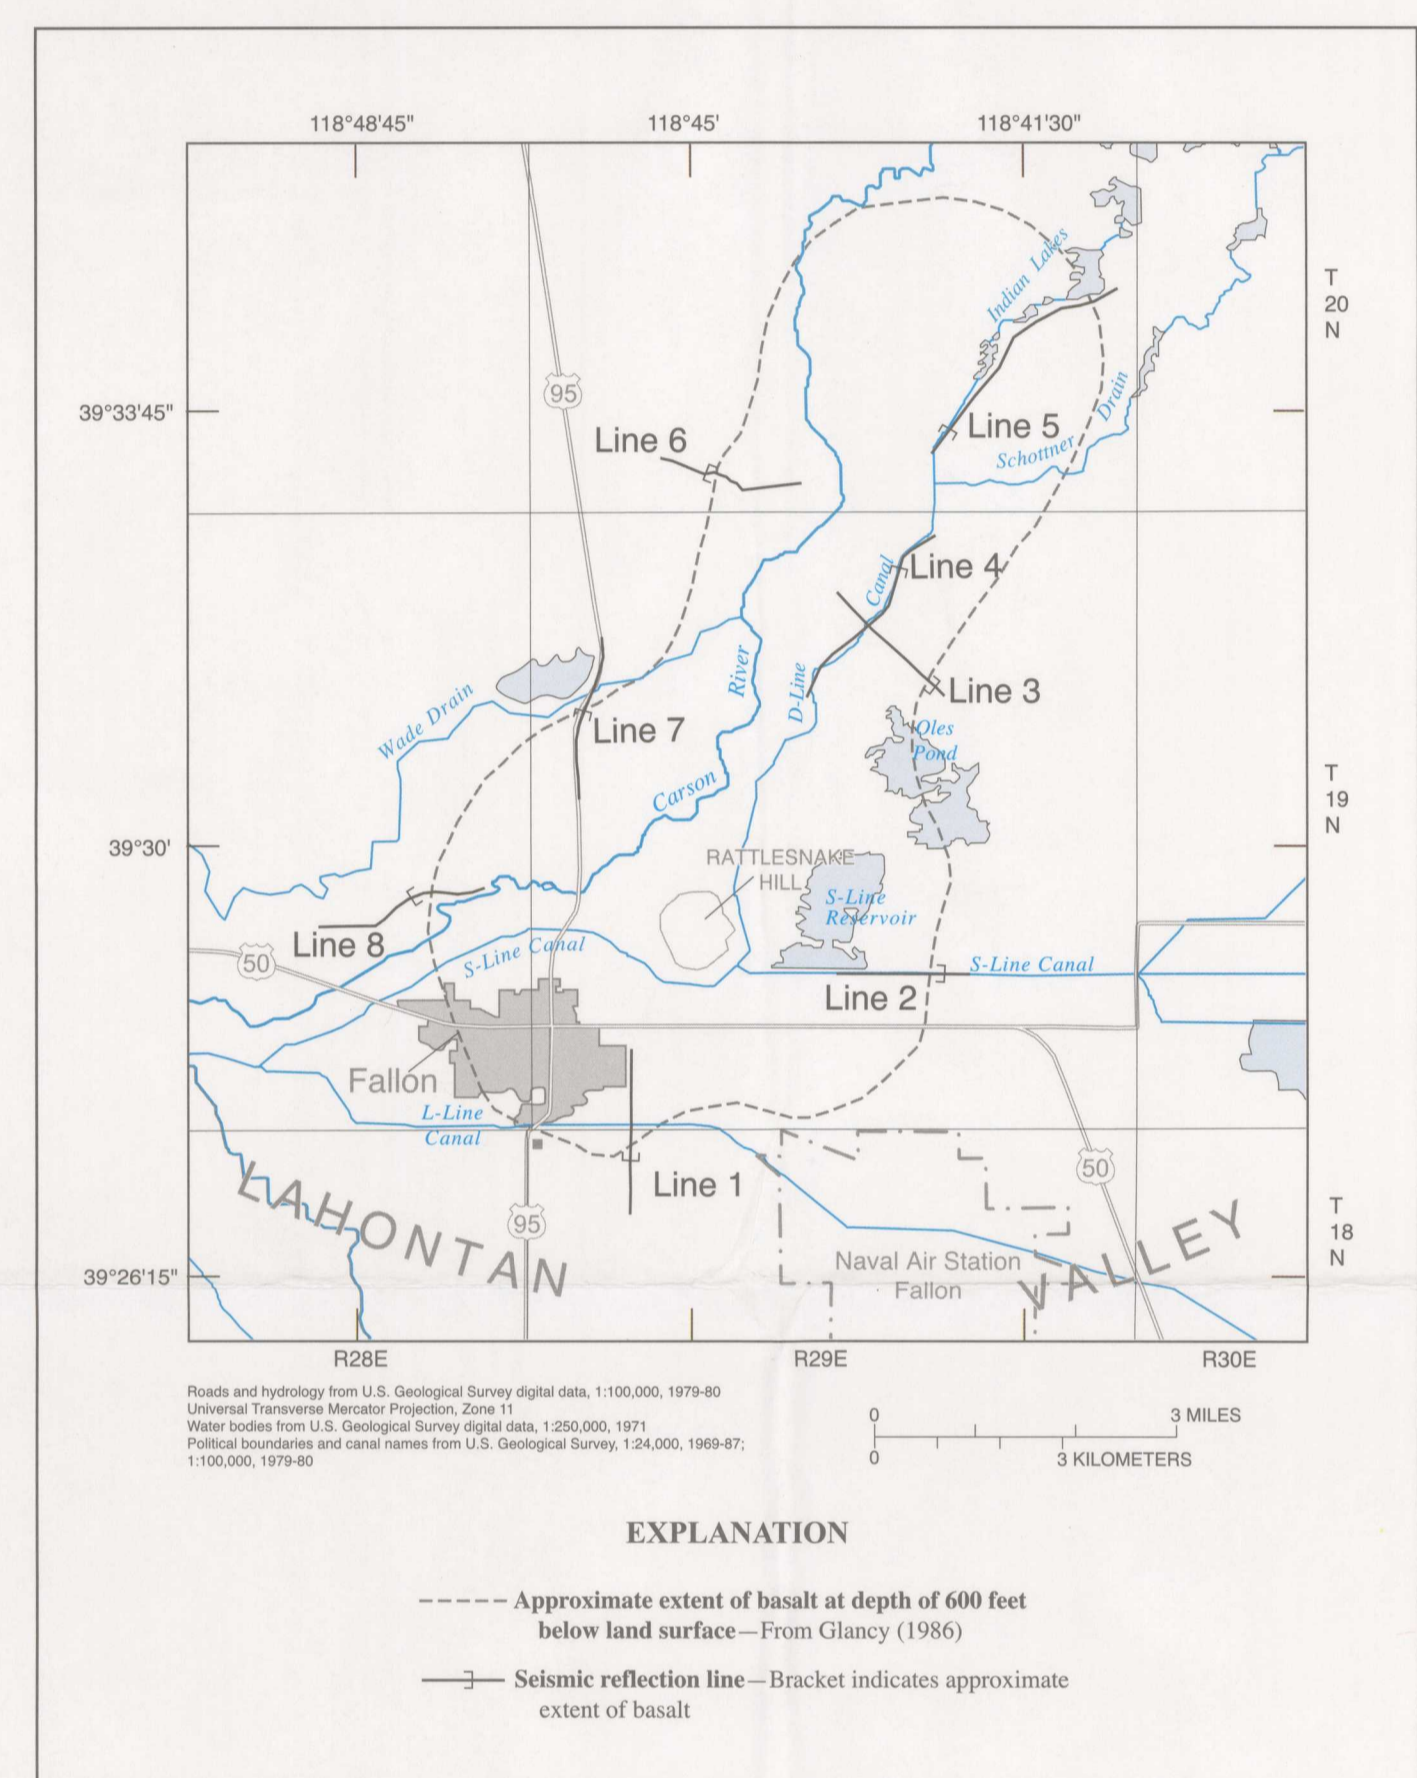 118°48'45"
118°45'
118°41'30"
Indian Lakes
T
20
N
95
39°33'45"
Line 6
Line 5
Drain
Schottner
Canal
Line 4
River
D-Line
Line 3
Wade Drain
Line 7
Oles
Pond
Carson
T
19
N
39°30'
RATTLESNAKE
HILL
S-Line
Reservoir
Line 8
S-Line Canal
50
S-Line Canal
Line 2
Fallon
L-Line
Canal
Line 1
50
LAHONTAN
95
VALLEY
T
18
N
Naval Air Station
Fallon
39°26'15"
R28E
R29E
R30E
Roads and hydrology from U.S. Geological Survey digital data, 1:100,000, 1979-80
Universal Transverse Mercator Projection, Zone 11
Water bodies from U.S. Geological Survey digital data, 1:250,000, 1971
Political boundaries and canal names from U.S. Geological Survey, 1:24,000, 1969-87;
1:100,000, 1979-80
0
3 MILES
0
3 KILOMETERS
EXPLANATION
Approximate extent of basalt at depth of 600 feet
below land surface—From Glancy (1986)
Seismic reflection line—Bracket indicates approximate
extent of basalt